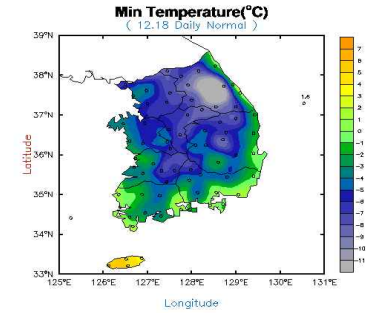 Min Temperature(°C)
( 12.18 Daily Normal )
39°N
38°N
37°N
36°N
35°N
34°N
33°N
Latitude
1.6
125°E 126°E 127°E 128°E 129°E 130°E 131°E
Longitude
7
6
5
4
3
2
1
0
-1
-2
-3
-4
-5
-6
-7
-8
-9
-10
-11